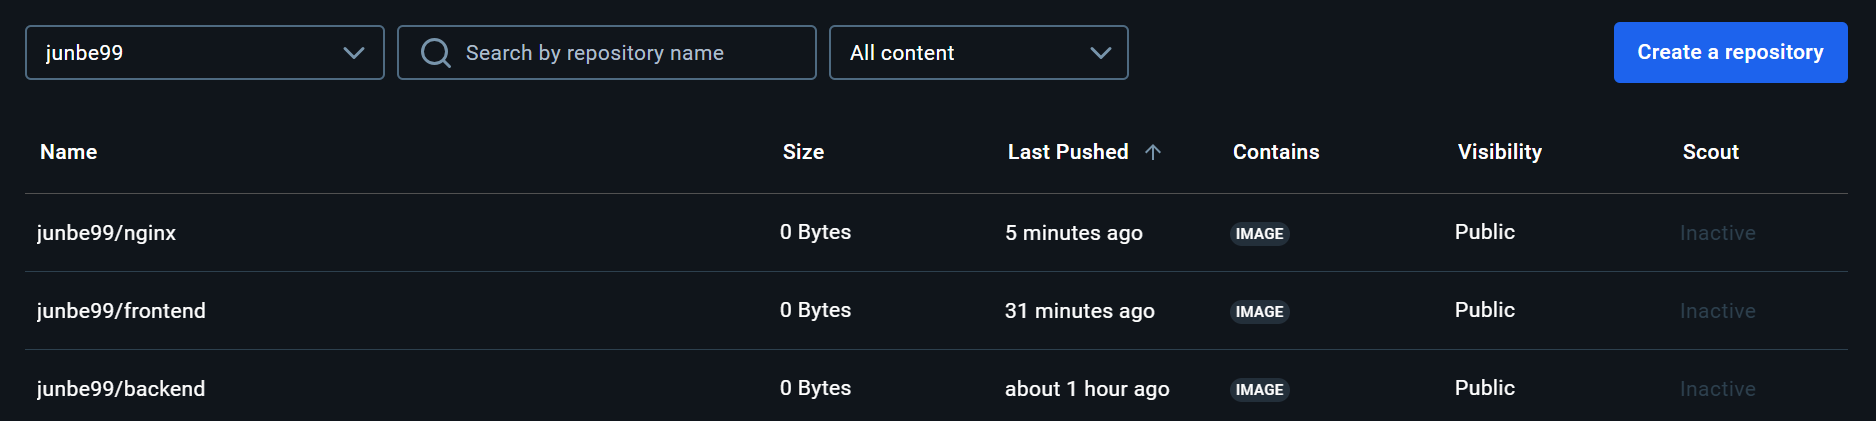 junbe99 Search by repository name All content Create a repository
Name Size Last Pushed Contains Visibility Scout
junbe99/nginx 0 Bytes 5 minutes ago IMAGE Public Inactive
junbe99/frontend 0 Bytes 31 minutes ago IMAGE Public Inactive
junbe99/backend 0 Bytes about 1 hour ago IMAGE Public Inactive